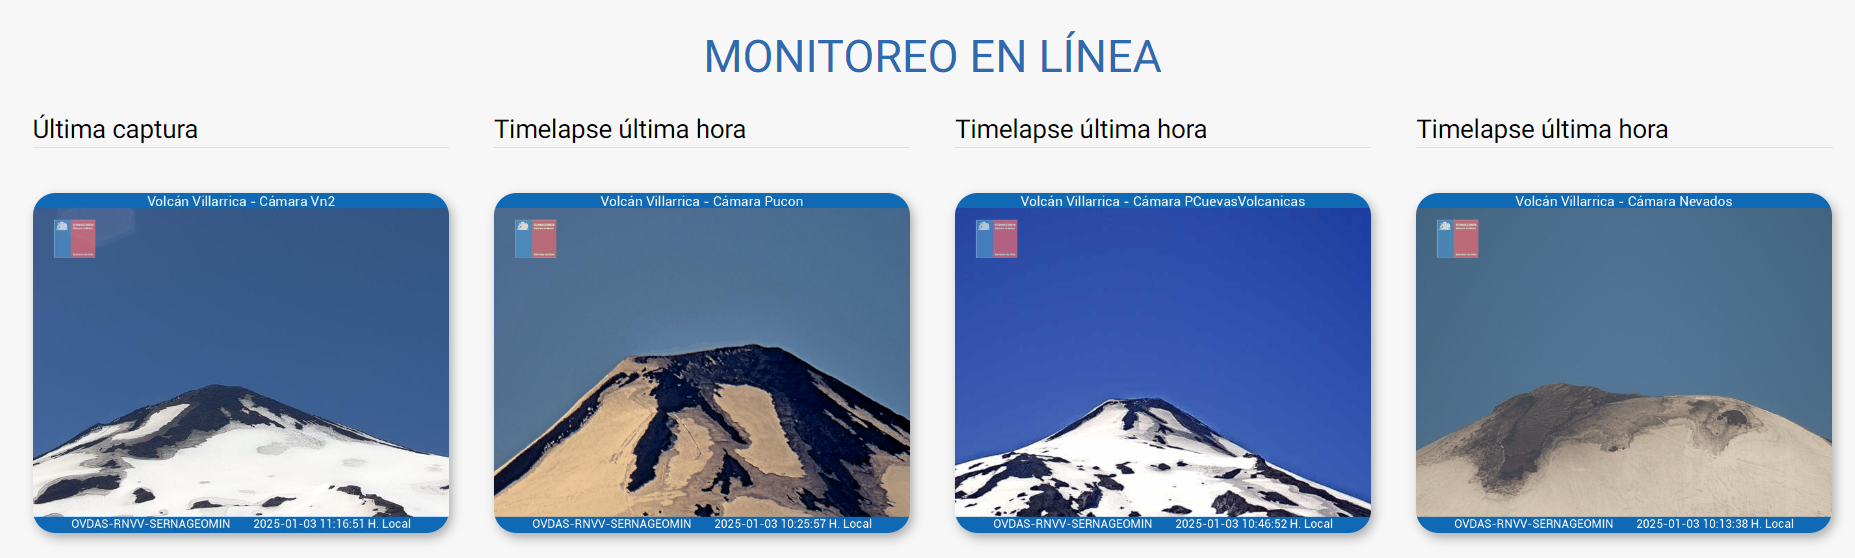 MONITOREO EN LÍNEA
Última captura
Timelapse última hora
Timelapse última hora
Timelapse última hora
Volcán Villarrica - Cámara Vn2
Volcán Villarrica - Cámara Pucon
Volcán Villarrica - Cámara PCuevasVolcanicas
Volcán Villarrica - Cámara Nevados
OVDAS-RNVV-SERNAGEOMIN 2025-01-03 11:16:51 H. Local
OVDAS-RNVV-SERNAGEOMIN 2025-01-03 10:25:57 H. Local
OVDAS-RNVV-SERNAGEOMIN 2025-01-03 10:46:52 H. Local
OVDAS-RNVV-SERNAGEOMIN 2025-01-03 10:13:38 H. Local